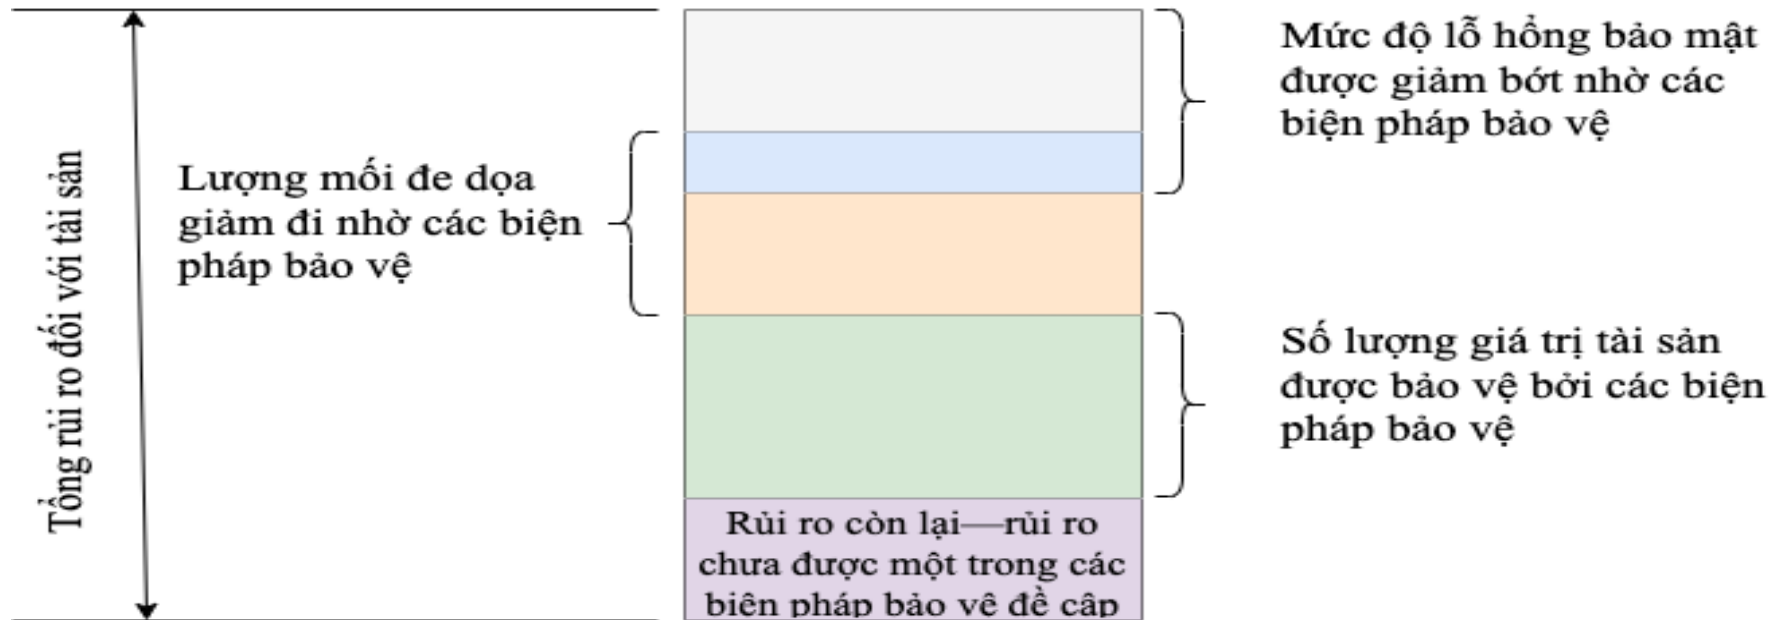 Tổng rủi ro đối với tài sản
Lượng mối đe dọa
giảm đi nhờ các biện
pháp bảo vệ
Mức độ lỗ hổng bảo mật
được giảm bớt nhờ các
biện pháp bảo vệ
Số lượng giá trị tài sản
được bảo vệ bởi các biện
pháp bảo vệ
Rủi ro còn lại—rủi ro
chưa được một trong các
biện pháp bảo vệ đề cập